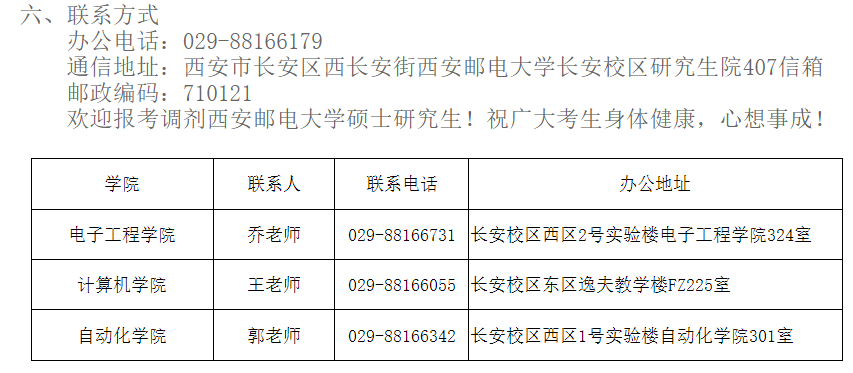 六、联系方式
办公电话：029-88166179
通信地址：西安市长安区西长安街西安邮电大学长安校区研究生院407信箱
邮政编码：710121
欢迎报考调剂西安邮电大学硕士研究生！祝广大考生身体健康，心想事成！
学院 联系人 联系电话 办公地址
电子工程学院 乔老师 029-88166731 长安校区西区2号实验楼电子工程学院324室
计算机学院 王老师 029-88166055 长安校区东区逸夫教学楼FZ225室
自动化学院 郭老师 029-88166342 长安校区西区1号实验楼自动化学院301室